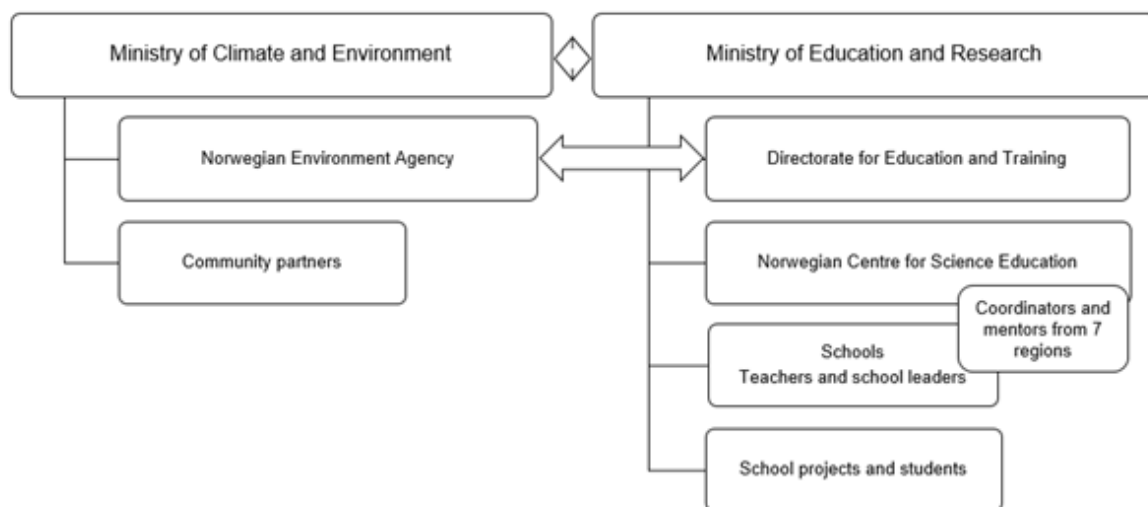 Ministry of Climate and Environment
Ministry of Education and Research
Norwegian Environment Agency
Directorate for Education and Training
Community partners
Norwegian Centre for Science Education
Coordinators and
mentors from 7
regions
Schools
Teachers and school leaders
School projects and students